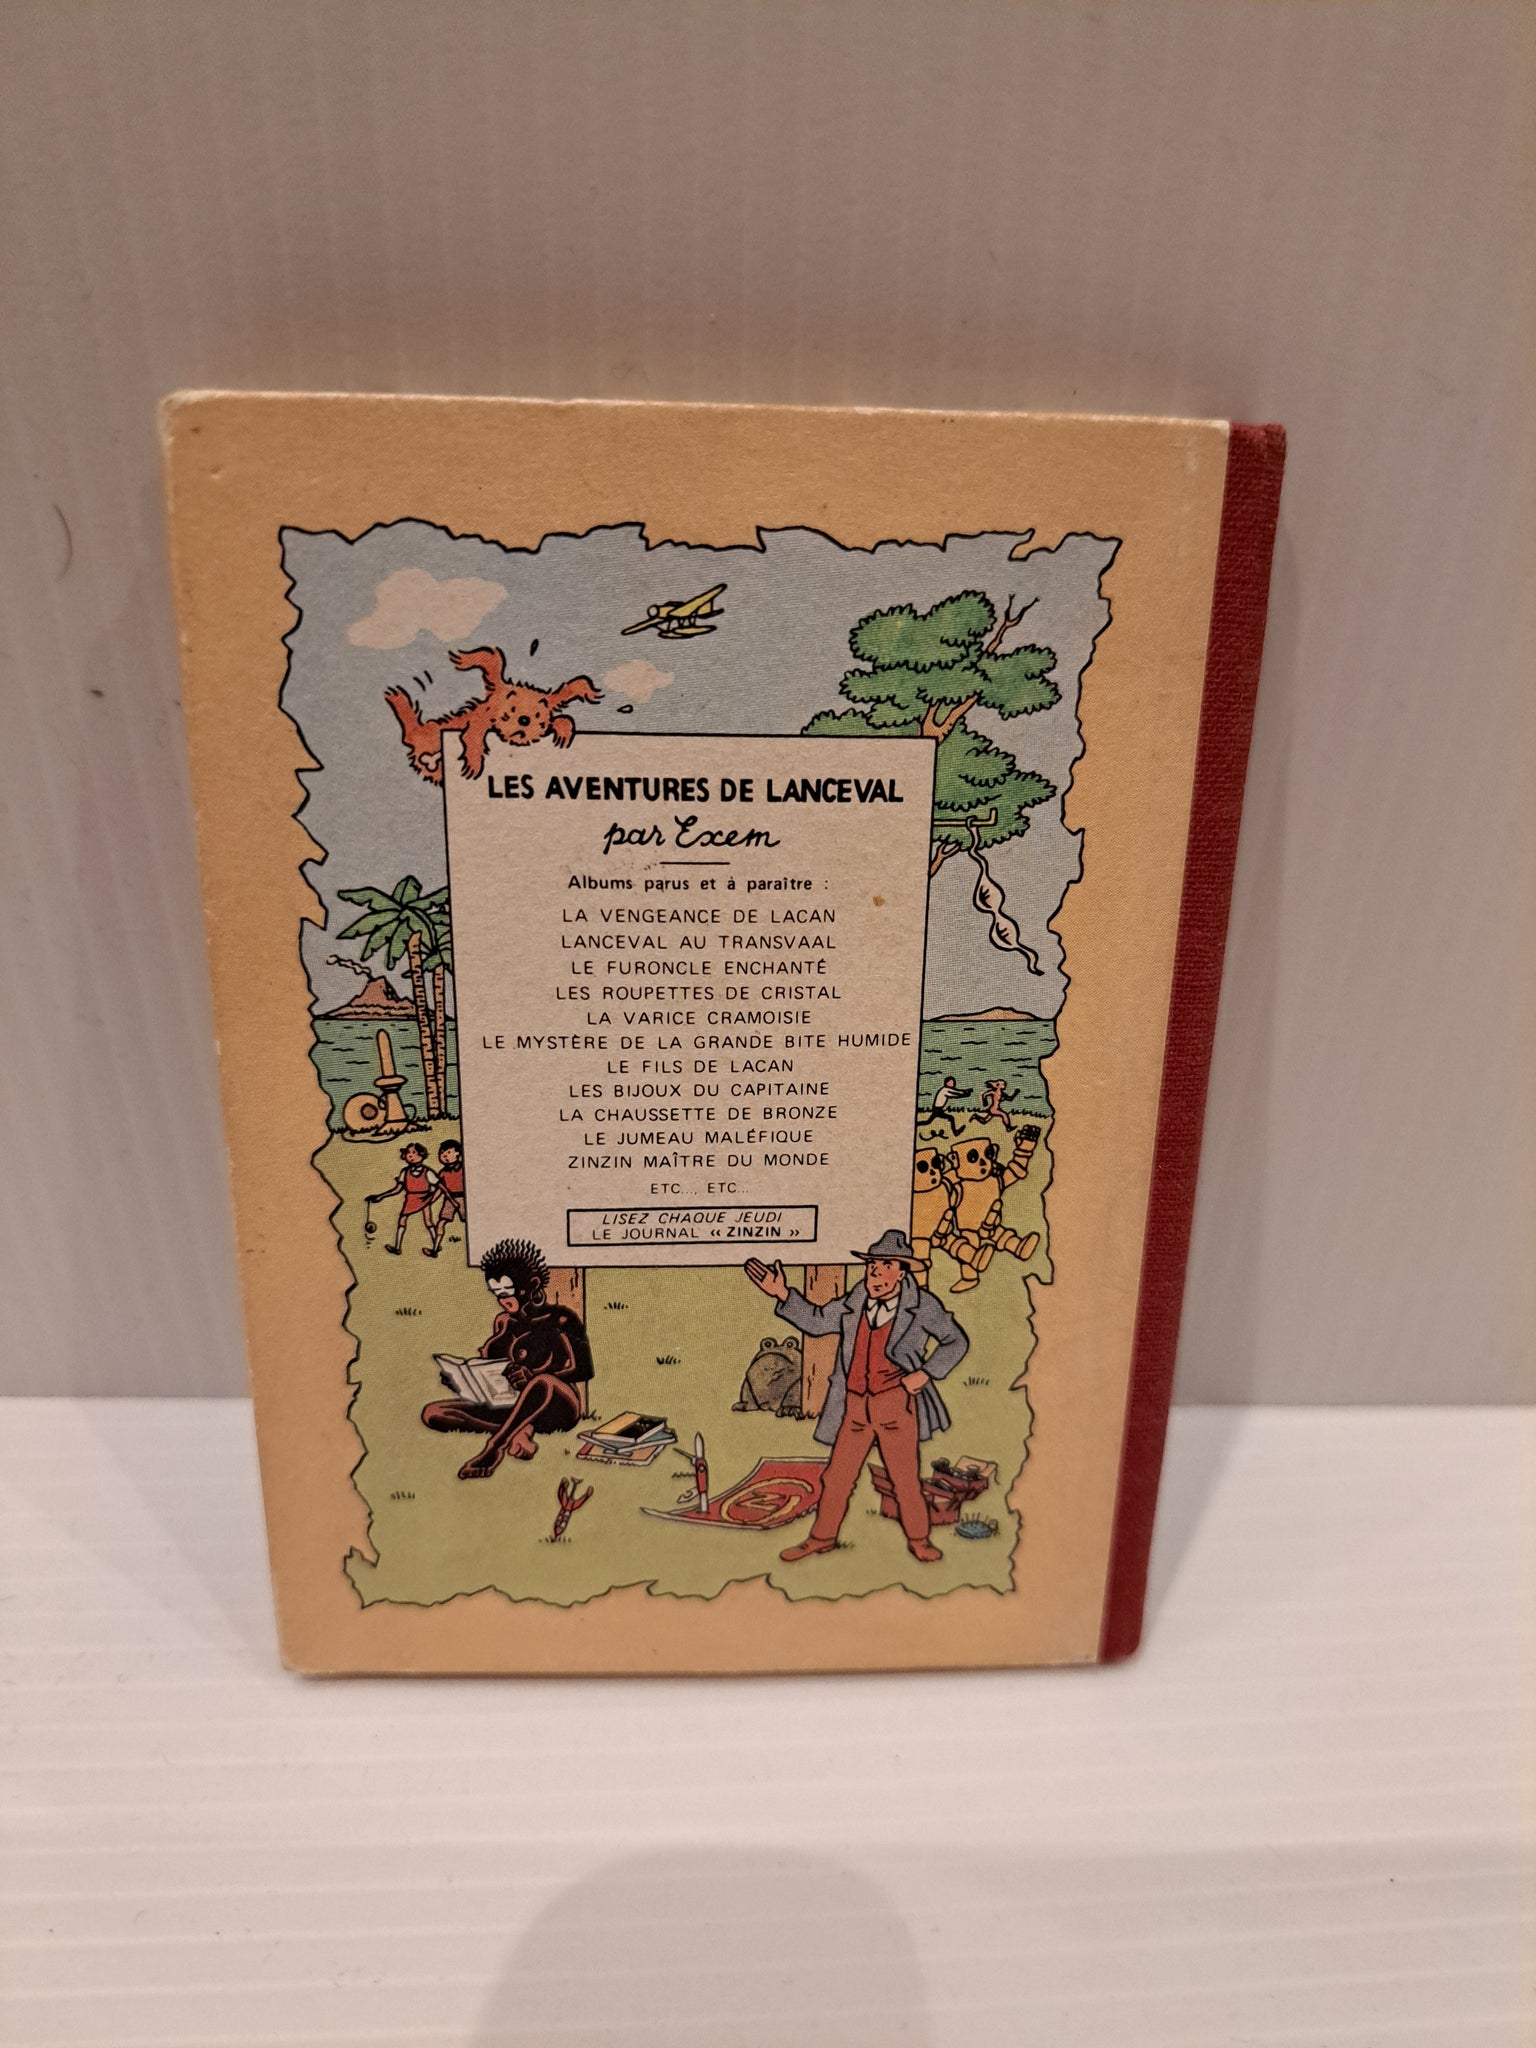 LES AVENTURES DE LANCEVAL
par Exem
Albums parus et à paraître :
LA VENGEANCE DE LACAN
LANCEVAL AU TRANSVAAL
LE FURONCLE ENCHANTÉ
LES ROUPETTES DE CRISTAL
LA VARICE CRAMOISIE
LE MYSTÈRE DE LA GRANDE BITE HUMIDE
LE FILS DE LACAN
LES BIJOUX DU CAPITAINE
LA CHAUSSETTE DE BRONZE
LE JUMEAU MALÉFIQUE
ZINZIN MAÎTRE DU MONDE
ETC..., ETC...
LISEZ CHAQUE JEUDI
LE JOURNAL « ZINZIN »